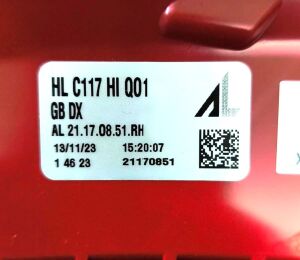 HL C117 HI Q01
GB DX
AL 21.17.08.51.RH
13/11/23 15:20:07
1 46 23 21170851